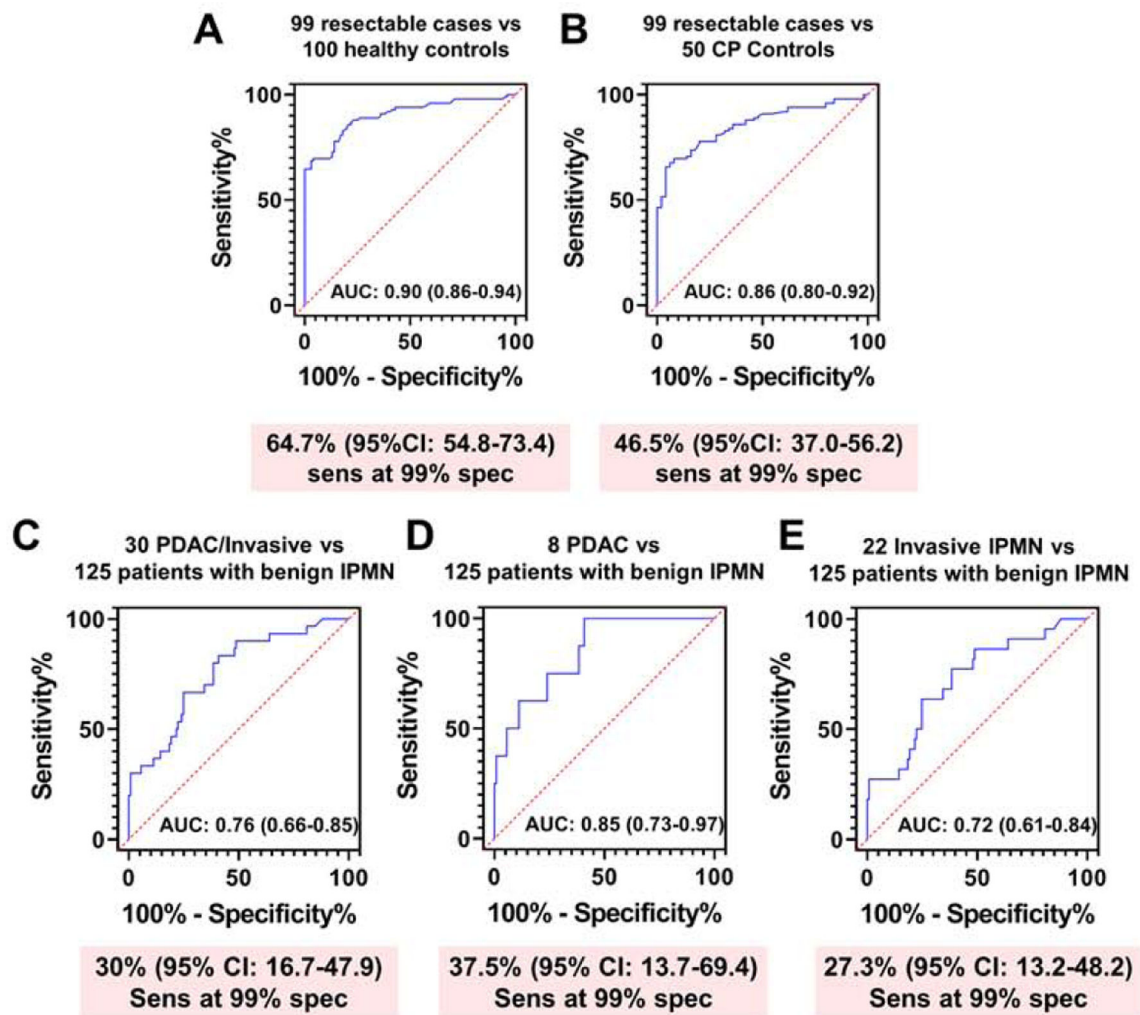 A
99 resectable cases vs
100 healthy controls
100
50
0
Sensitivity%
AUC: 0.90 (0.86-0.94)
0 50 100
100% - Specificity%
64.7% (95%CI: 54.8-73.4)
sens at 99% spec
B
99 resectable cases vs
50 CP Controls
100
50
0
Sensitivity%
AUC: 0.86 (0.80-0.92)
0 50 100
100% - Specificity%
46.5% (95%CI: 37.0-56.2)
sens at 99% spec
C
30 PDAC/Invasive vs
125 patients with benign IPMN
100
50
0
Sensitivity%
AUC: 0.76 (0.66-0.85)
0 50 100
100% - Specificity%
30% (95% CI: 16.7-47.9)
Sens at 99% spec
D
8 PDAC vs
125 patients with benign IPMN
100
50
0
Sensitivity%
AUC: 0.85 (0.73-0.97)
0 50 100
100% - Specificity%
37.5% (95% CI: 13.7-69.4)
Sens at 99% spec
E
22 Invasive IPMN vs
125 patients with benign IPMN
100
50
0
Sensitivity%
AUC: 0.72 (0.61-0.84)
0 50 100
100% - Specificity%
27.3% (95% CI: 13.2-48.2)
Sens at 99% spec